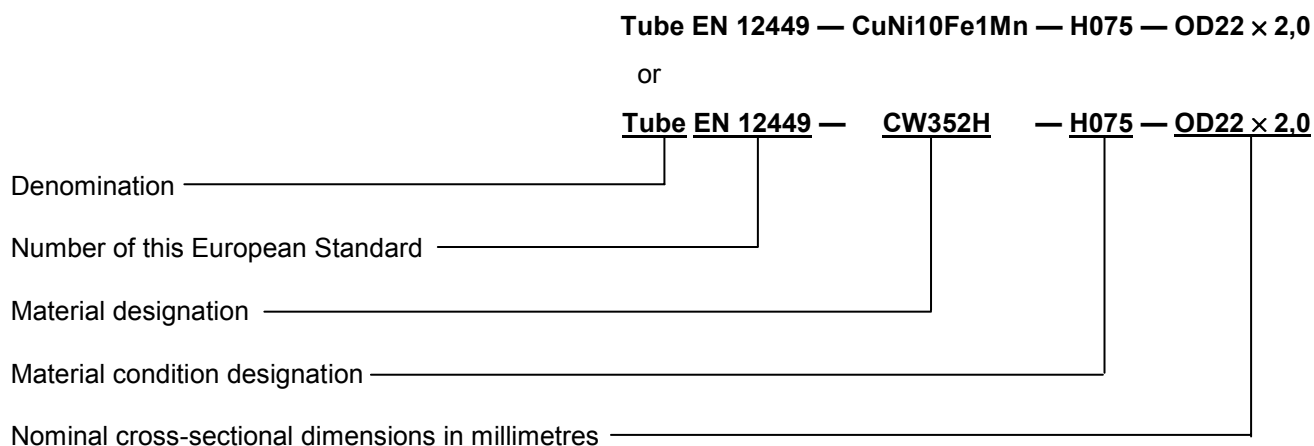 Tube EN 12449 — CuNi10Fe1Mn — H075 — OD22 × 2,0
or
Tube EN 12449 — CW352H — H075 — OD22 × 2,0
Denomination
Number of this European Standard
Material designation
Material condition designation
Nominal cross-sectional dimensions in millimetres